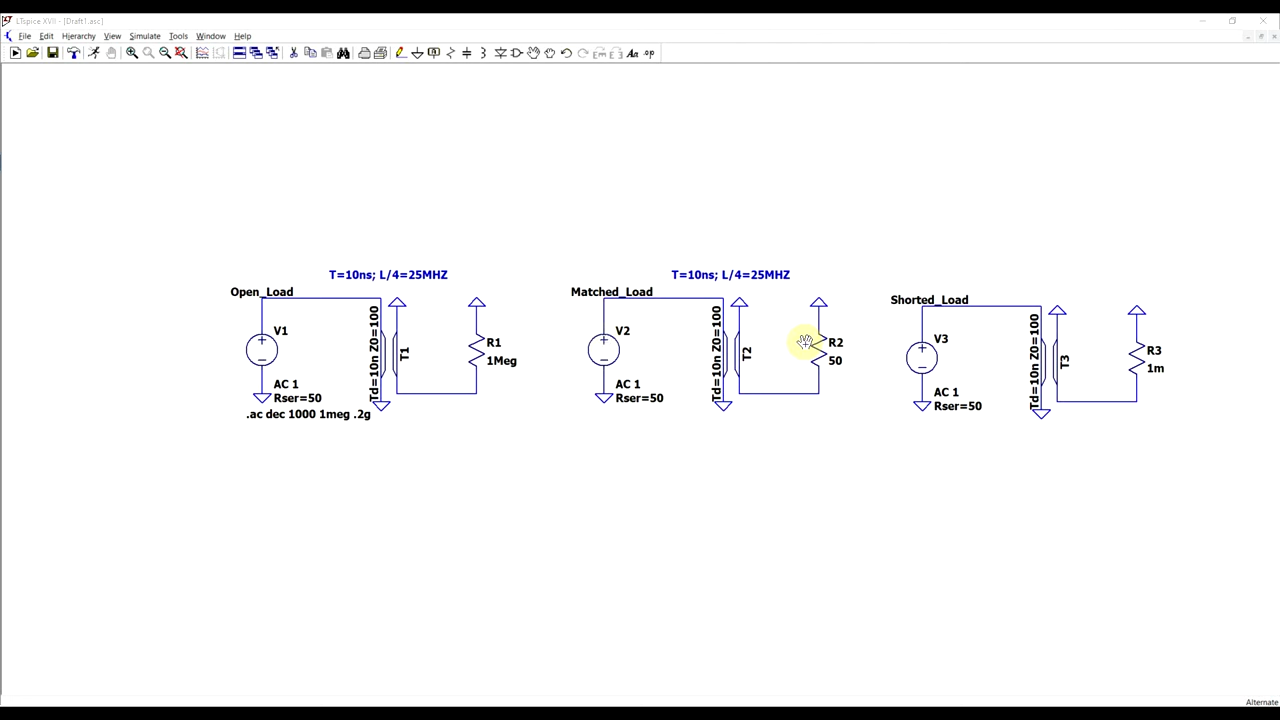 LTspice XVII - [Draft1.asc]
File Edit Hierarchy View Simulate Tools Window Help
Aa .op
T=10ns; L/4=25MHZ
Open_Load
V1
AC 1
Rser=50
.ac dec 1000 1meg .2g
Td=10n Z0=100
T1
R1
1Meg
T=10ns; L/4=25MHZ
Matched_Load
V2
AC 1
Rser=50
Td=10n Z0=100
T2
R2
50
Shorted_Load
V3
AC 1
Rser=50
Td=10n Z0=100
T3
R3
1m
Alternate